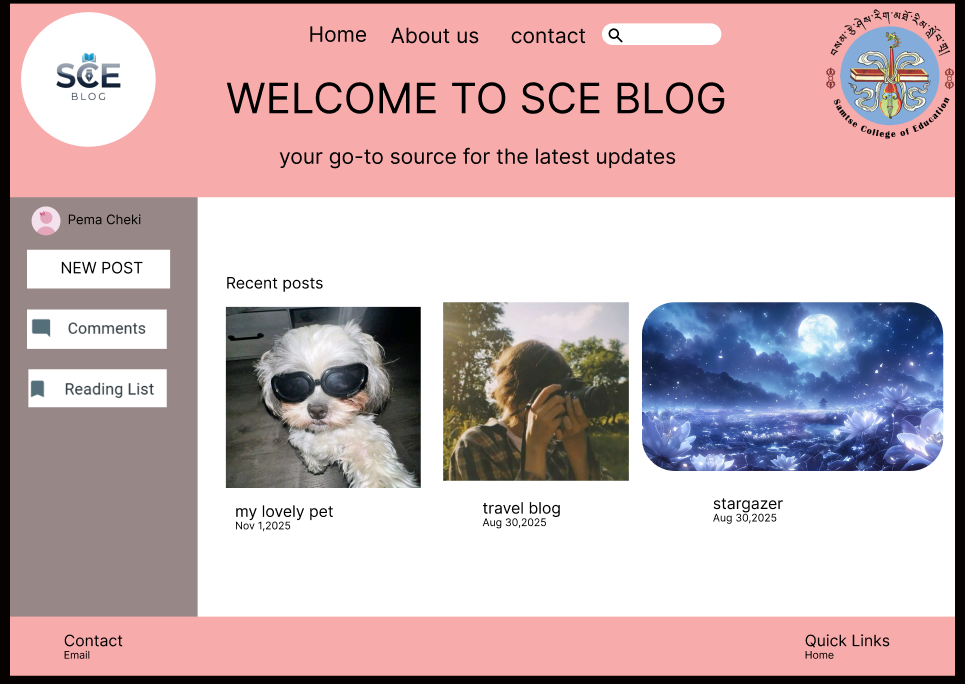 SCE
BLOG
Home
About us
contact
WELCOME TO SCE BLOG
your go-to source for the latest updates
Samtse College of Education
Pema Cheki
NEW POST
Comments
Reading List
Recent posts
my lovely pet
Nov 1,2025
travel blog
Aug 30,2025
stargazer
Aug 30,2025
Contact
Email
Quick Links
Home